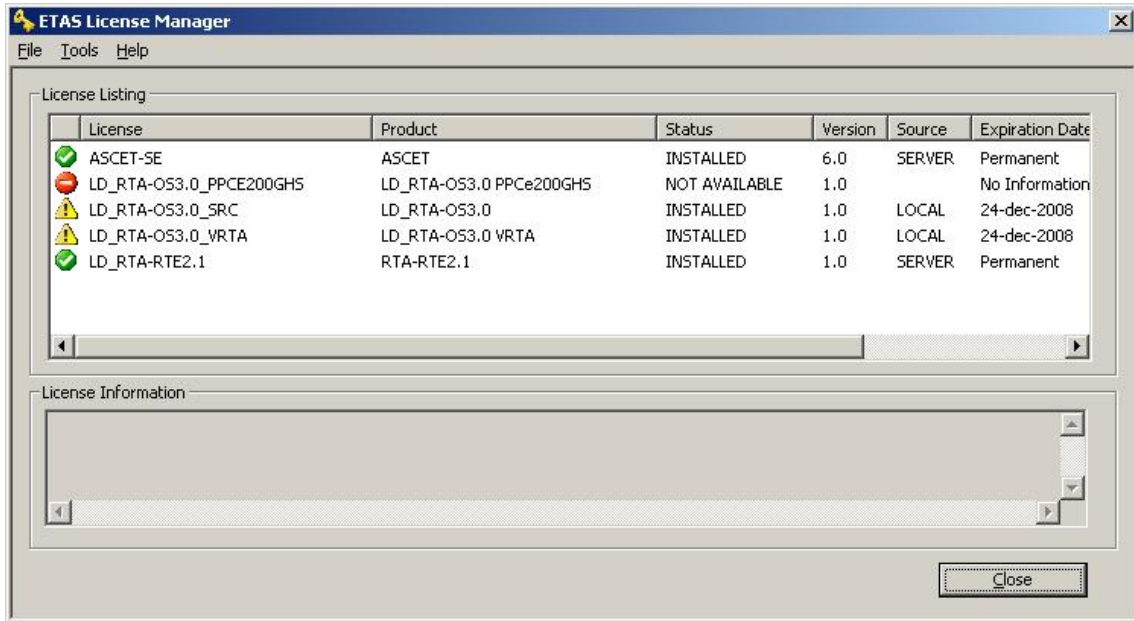 ETAS License Manager
File Tools Help
License Listing
License Product Status Version Source Expiration Date
ASCET-SE ASCET INSTALLED 6.0 SERVER Permanent
LD_RTA-OS3.0_PPCE200GHS LD_RTA-OS3.0 PPCe200GHS NOT AVAILABLE 1.0 No Information
LD_RTA-OS3.0_SRC LD_RTA-OS3.0 INSTALLED 1.0 LOCAL 24-dec-2008
LD_RTA-OS3.0_VRTA LD_RTA-OS3.0 VRTA INSTALLED 1.0 LOCAL 24-dec-2008
LD_RTA-RTE2.1 RTA-RTE2.1 INSTALLED 1.0 SERVER Permanent
License Information
Close